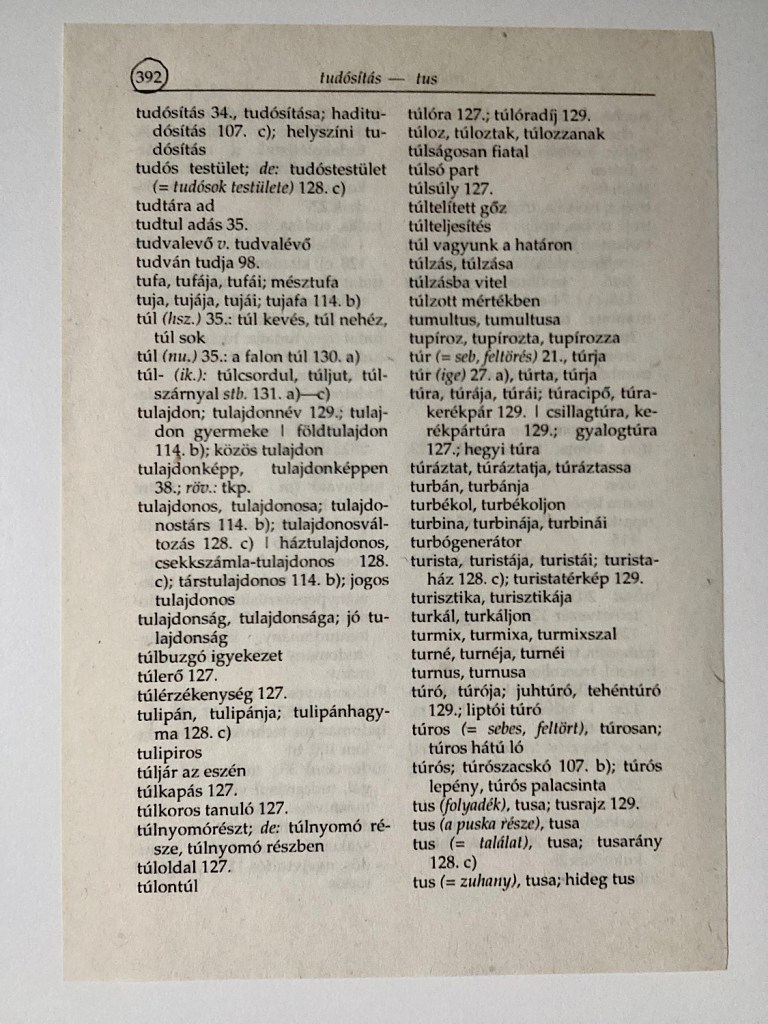 392
tudósítás — tus
tudósítás 34., tudósítása; haditu-
dósítás 107. c); helyszíni tu-
dósítás
tudós testület; de: tudóstestület
(= tudósok testülete) 128. c)
tudtára ad
tudtul adás 35.
tudvalevő v. tudvalévő
tudván tudja 98.
tufa, tufája, tufái; mésztufa
tuja, tujája, tujái; tujafa 114. b)
túl (hsz.) 35.: túl kevés, túl nehéz,
túl sok
túl (nu.) 35.: a falon túl 130. a)
túl- (ik.): túlcsordul, túljut, túl-
szárnyal stb. 131. a)—c)
tulajdon; tulajdonnév 129.; tulaj-
don gyermeke | földtulajdon
114. b); közös tulajdon
tulajdonképp, tulajdonképpen
38.; röv.: tkp.
tulajdonos, tulajdonosa; tulajdo-
nostárs 114. b); tulajdonosvál-
tozás 128. c) | háztulajdonos,
csekkszámla-tulajdonos 128.
c); társtulajdonos 114. b); jogos
tulajdonos
tulajdonság, tulajdonsága; jó tu-
lajdonság
túlbuzgó igyekezet
túlerő 127.
túlérzékenység 127.
tulipán, tulipánja; tulipánhagy-
ma 128. c)
tulipiros
túljár az eszén
túlkapás 127.
túlkoros tanuló 127.
túlnyomórészt; de: túlnyomó ré-
sze, túlnyomó részben
túloldal 127.
túlontúl
túlóra 127.; túlóradíj 129.
túloz, túloztak, túlozzanak
túlságosan fiatal
túlsó part
túlsúly 127.
túltelített gőz
túlteljesítés
túl vagyunk a határon
túlzás, túlzása
túlzásba vitel
túlzott mértékben
tumultus, tumultusa
tupíroz, tupírozta, tupírozza
túr (= seb, feltörés) 21., túrja
túr (ige) 27. a), túrta, túrja
túra, túrája, túrái; túracipő, túra-
kerékpár 129. | csillagtúra, ke-
rékpártúra 129.; gyalogtúra
127.; hegyi túra
túráztat, túráztatja, túráztassa
turbán, turbánja
turbékol, turbékoljon
turbina, turbinája, turbinái
turbógenerátor
turista, turistája, turistái; turista-
ház 128. c); turistatérkép 129.
turisztika, turisztikája
turkál, turkáljon
turmix, turmixa, turmixszal
turné, turnéja, turnéi
turnus, turnusa
túró, túrója; juhtúró, tehéntúró
129.; liptói túró
túros (= sebes, feltört), túrosan;
túros hátú ló
túrós; túrószacskó 107. b); túrós
lepény, túrós palacsinta
tus (folyadék), tusa; tusrajz 129.
tus (a puska része), tusa
tus (= találat), tusa; tusarány
128. c)
tus (= zuhany), tusa; hideg tus